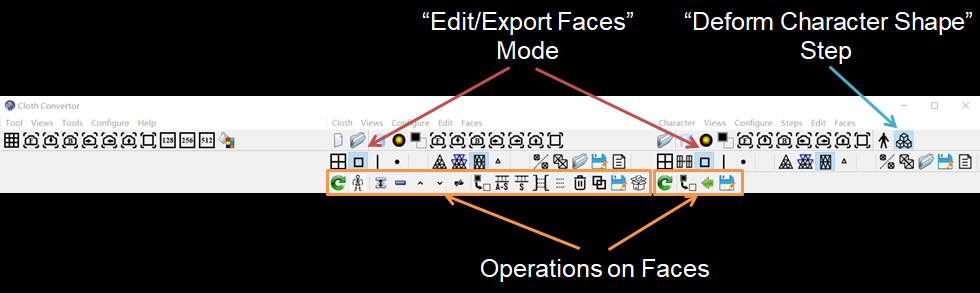 “Edit/Export Faces”
Mode
“Deform Character Shape”
Step
Cloth Convertor
Tool Views Tools Configure Help
Cloth Views Configure Edit Faces
Character Views Configure Steps Edit Faces
128 256 512
A-S S
Operations on Faces